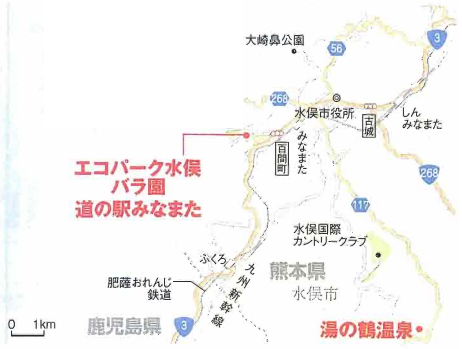 大崎鼻公園
56
3
268
水俣市役所
しん
みなまた
古城
みなまた
百間町
エコパーク水俣
バラ園
道の駅みなまた
268
117
水俣国際
カントリークラブ
ふくろ
熊本県
水俣市
肥薩おれんじ
鉄道
九州新幹線
鹿児島県
3
湯の鶴温泉
0 1km